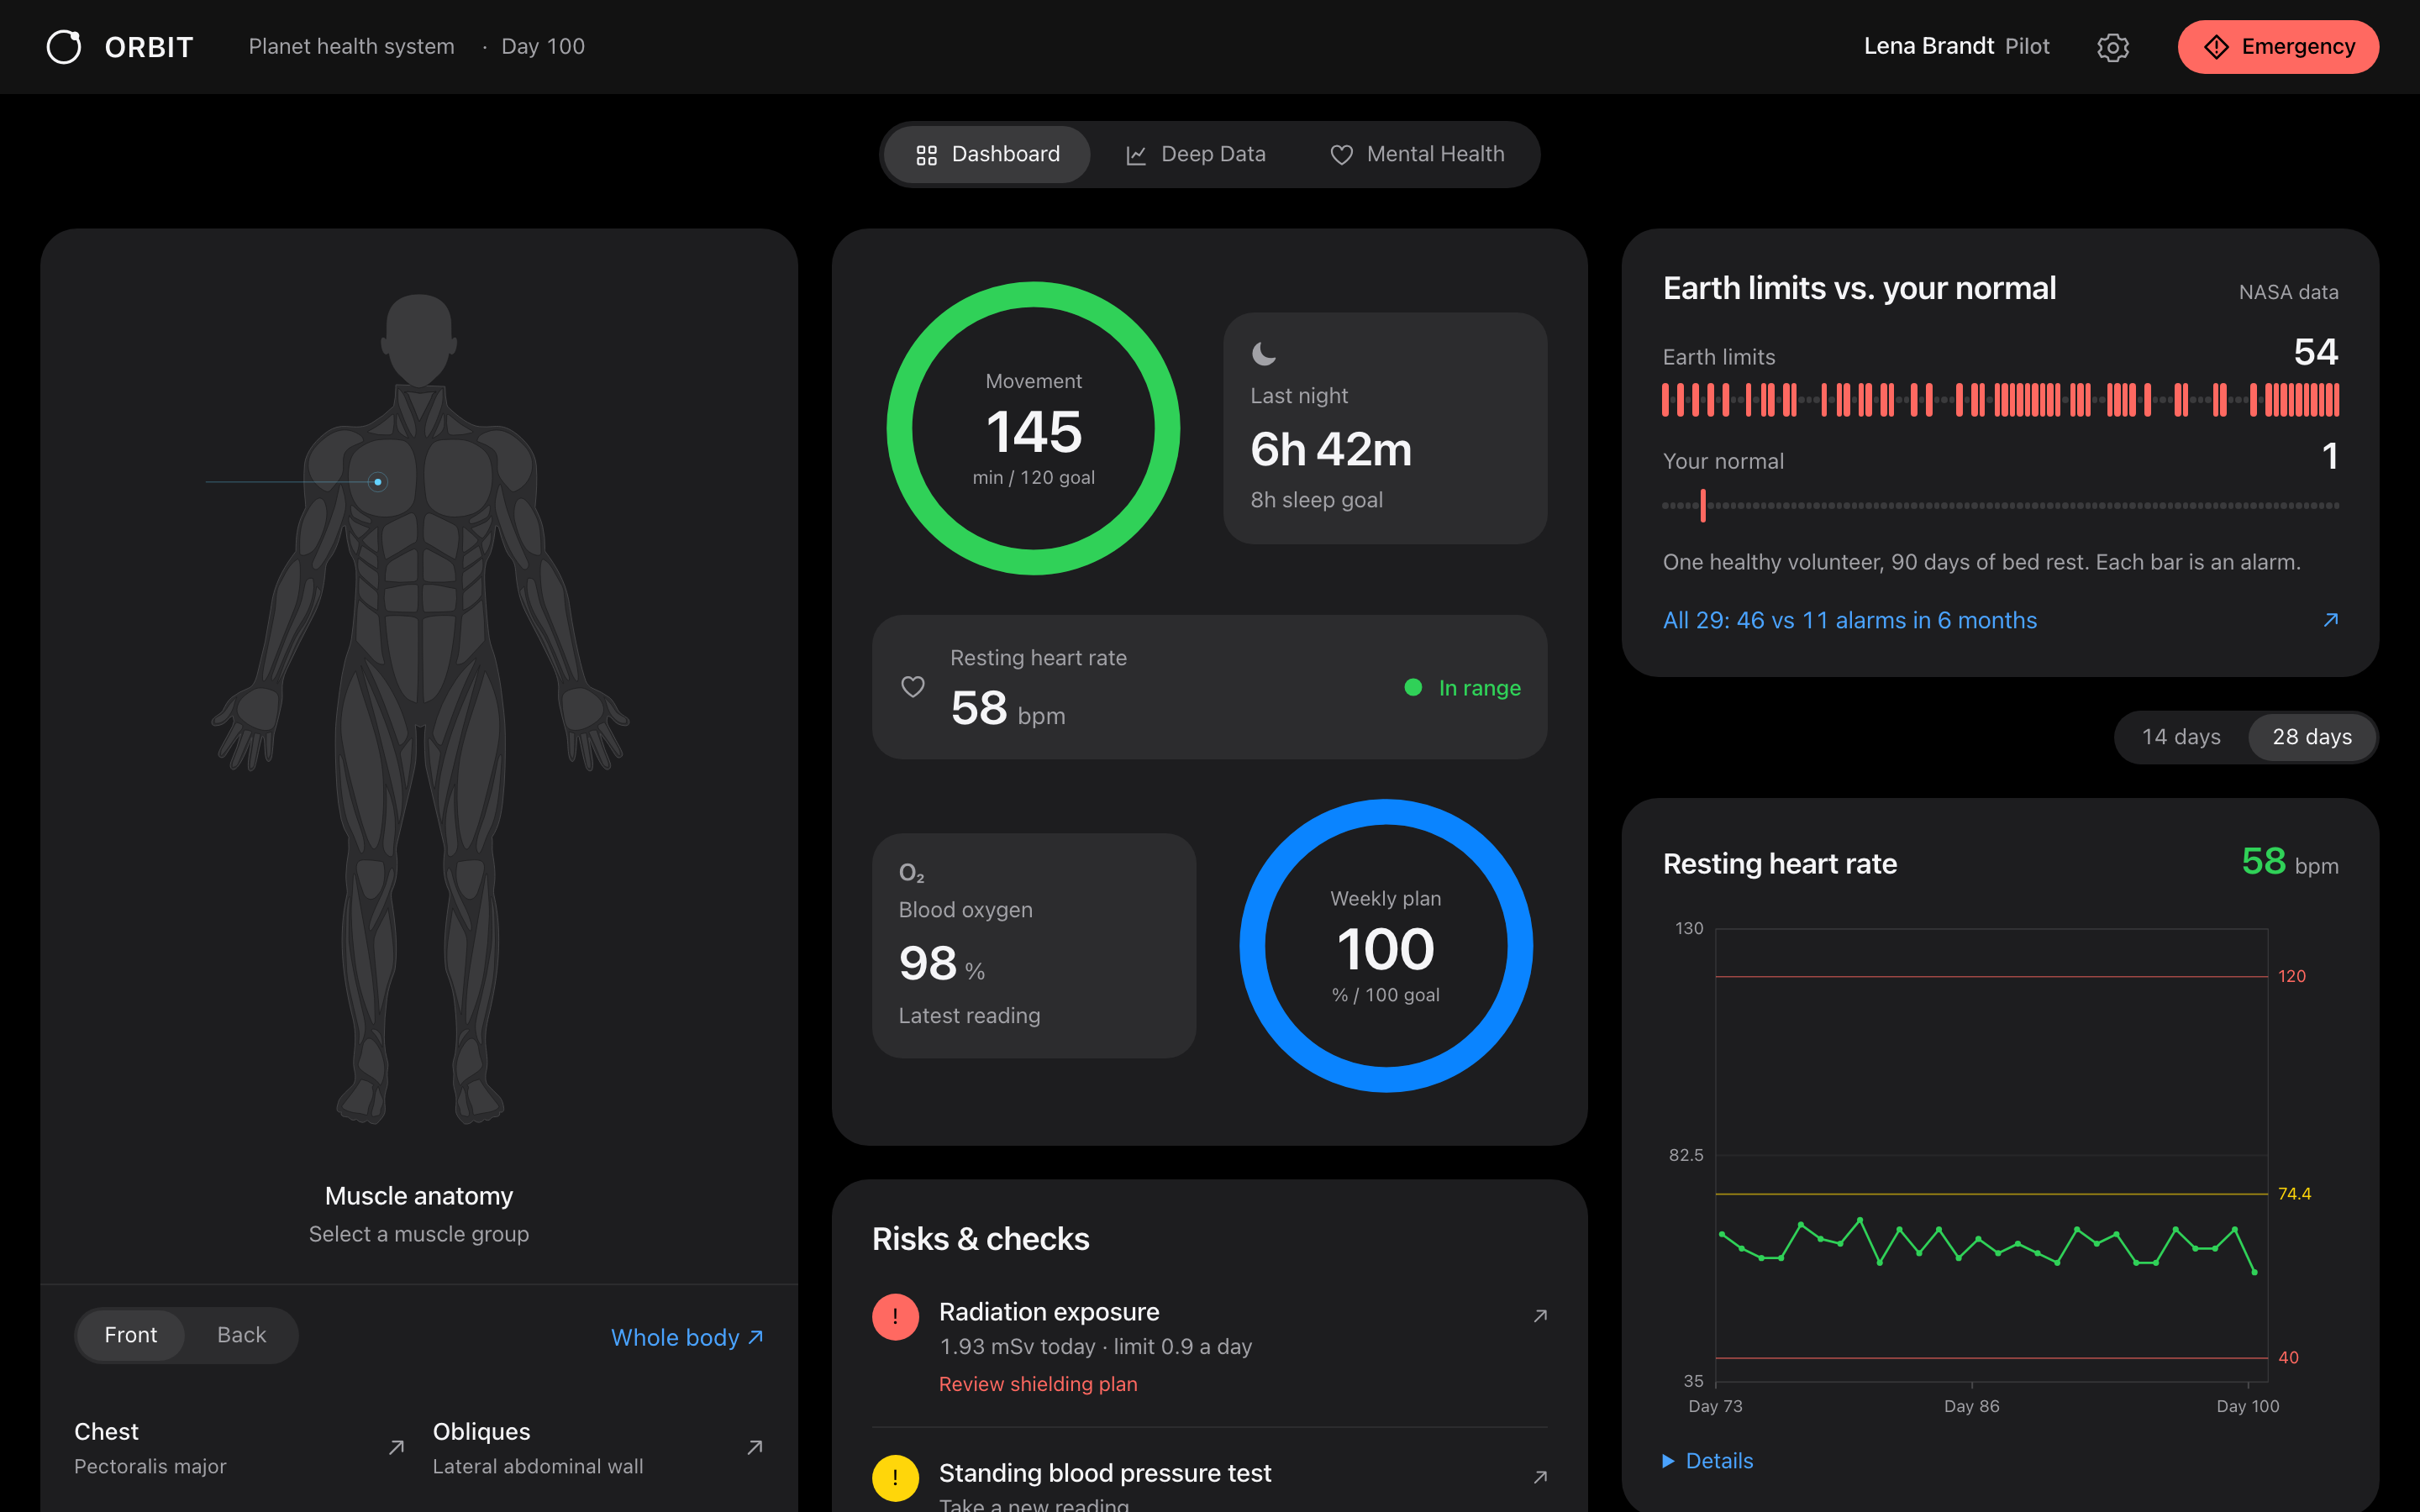 ORBIT
Planet health system · Day 100
Lena Brandt Pilot
Emergency
Dashboard
Deep Data
Mental Health
Muscle anatomy
Select a muscle group
Front
Back
Whole body
Chest
Pectoralis major
Obliques
Lateral abdominal wall
Movement
145
min / 120 goal
Last night
6h 42m
8h sleep goal
Resting heart rate
58 bpm
In range
O₂
Blood oxygen
98 %
Latest reading
Weekly plan
100
% / 100 goal
Risks & checks
!
Radiation exposure
1.93 mSv today · limit 0.9 a day
Review shielding plan
!
Standing blood pressure test
Take a new reading
Earth limits vs. your normal
NASA data
Earth limits
54
Your normal
1
One healthy volunteer, 90 days of bed rest. Each bar is an alarm.
All 29: 46 vs 11 alarms in 6 months
14 days
28 days
Resting heart rate
58 bpm
130
120
82.5
74.4
40
35
Day 73
Day 86
Day 100
Details